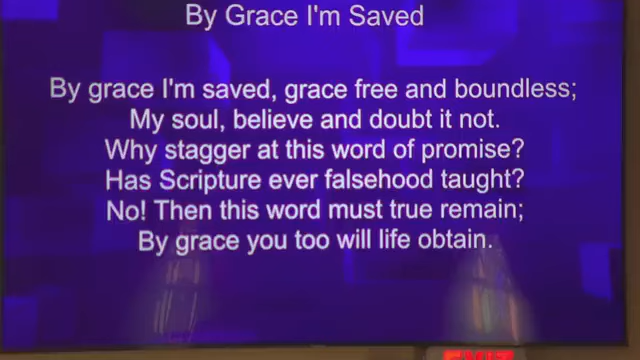 By Grace I'm Saved
By grace I'm saved, grace free and boundless;
My soul, believe and doubt it not.
Why stagger at this word of promise?
Has Scripture ever falsehood taught?
No! Then this word must true remain;
By grace you too will life obtain.
EXIT